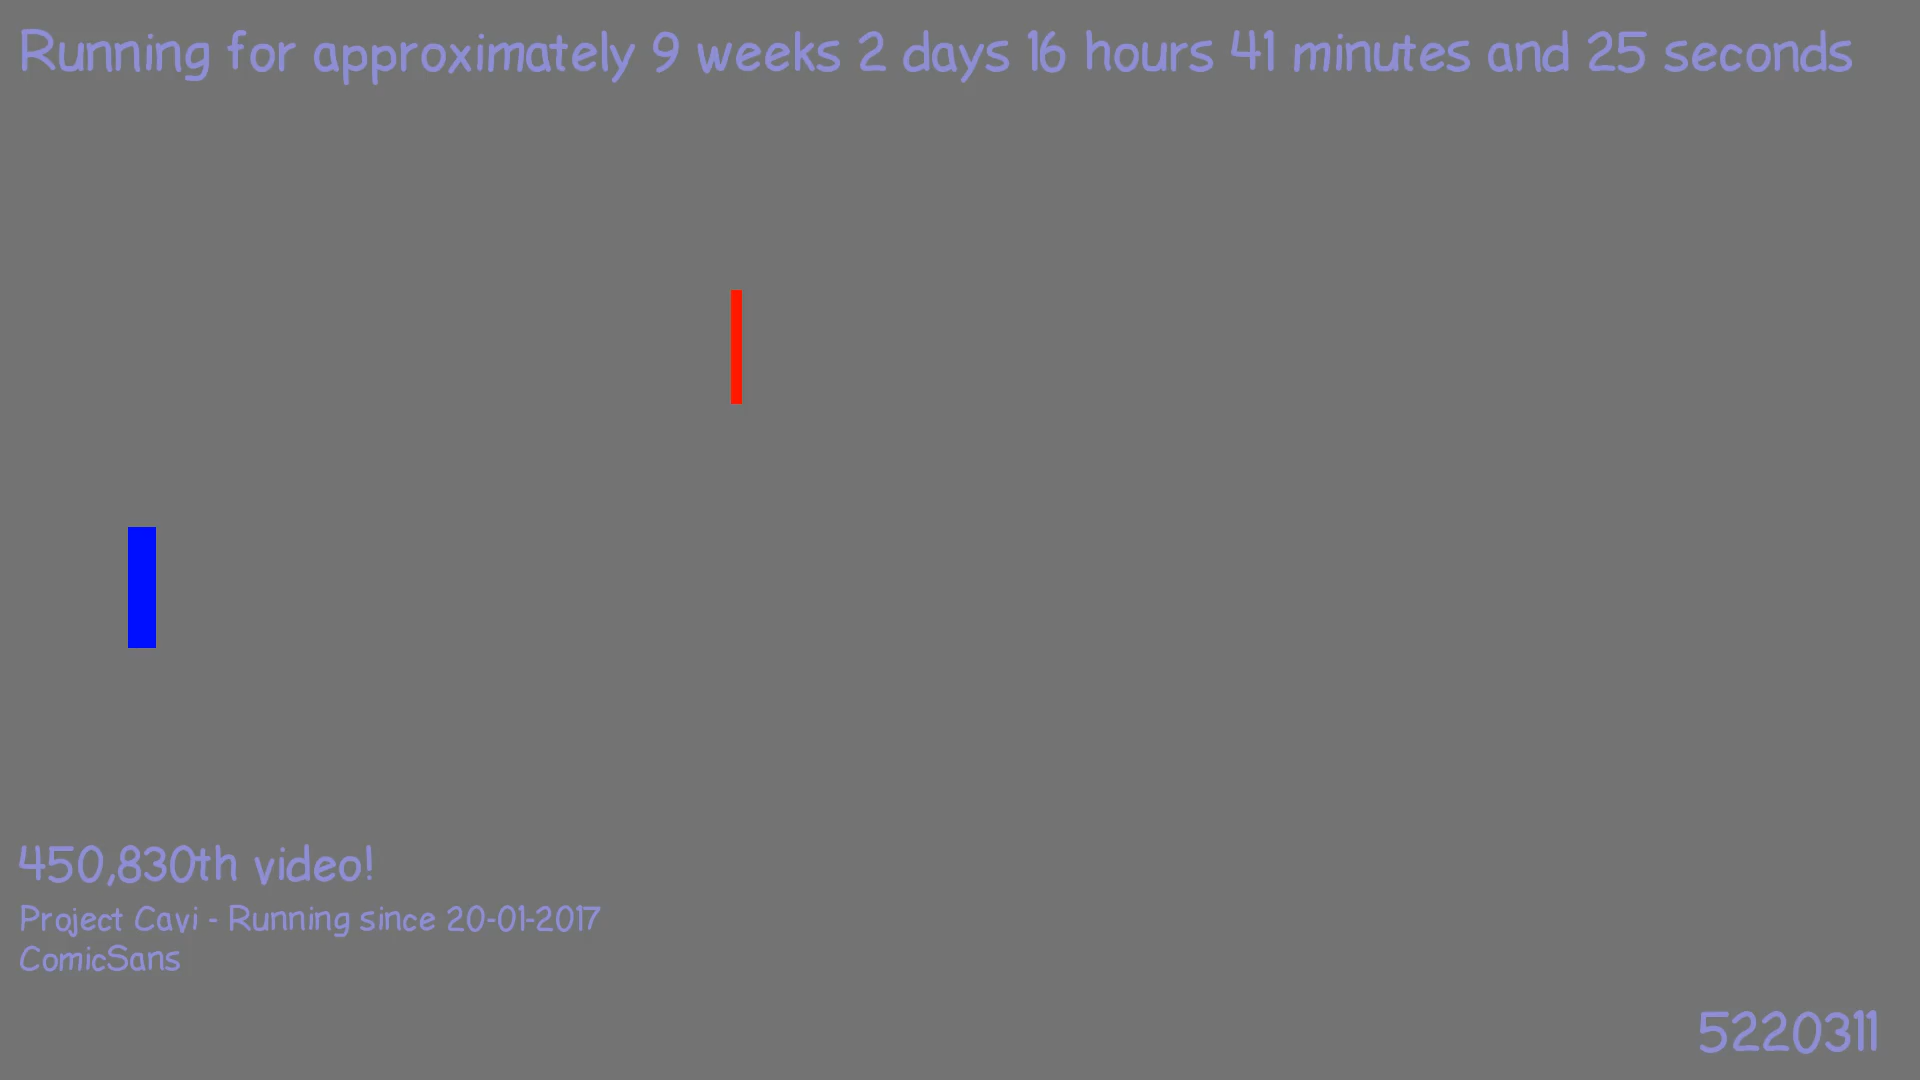 Running for approximately 9 weeks 2 days 16 hours 41 minutes and 25 seconds
450,830th video!
Project Cavi - Running since 20-01-2017
ComicSans
5220311